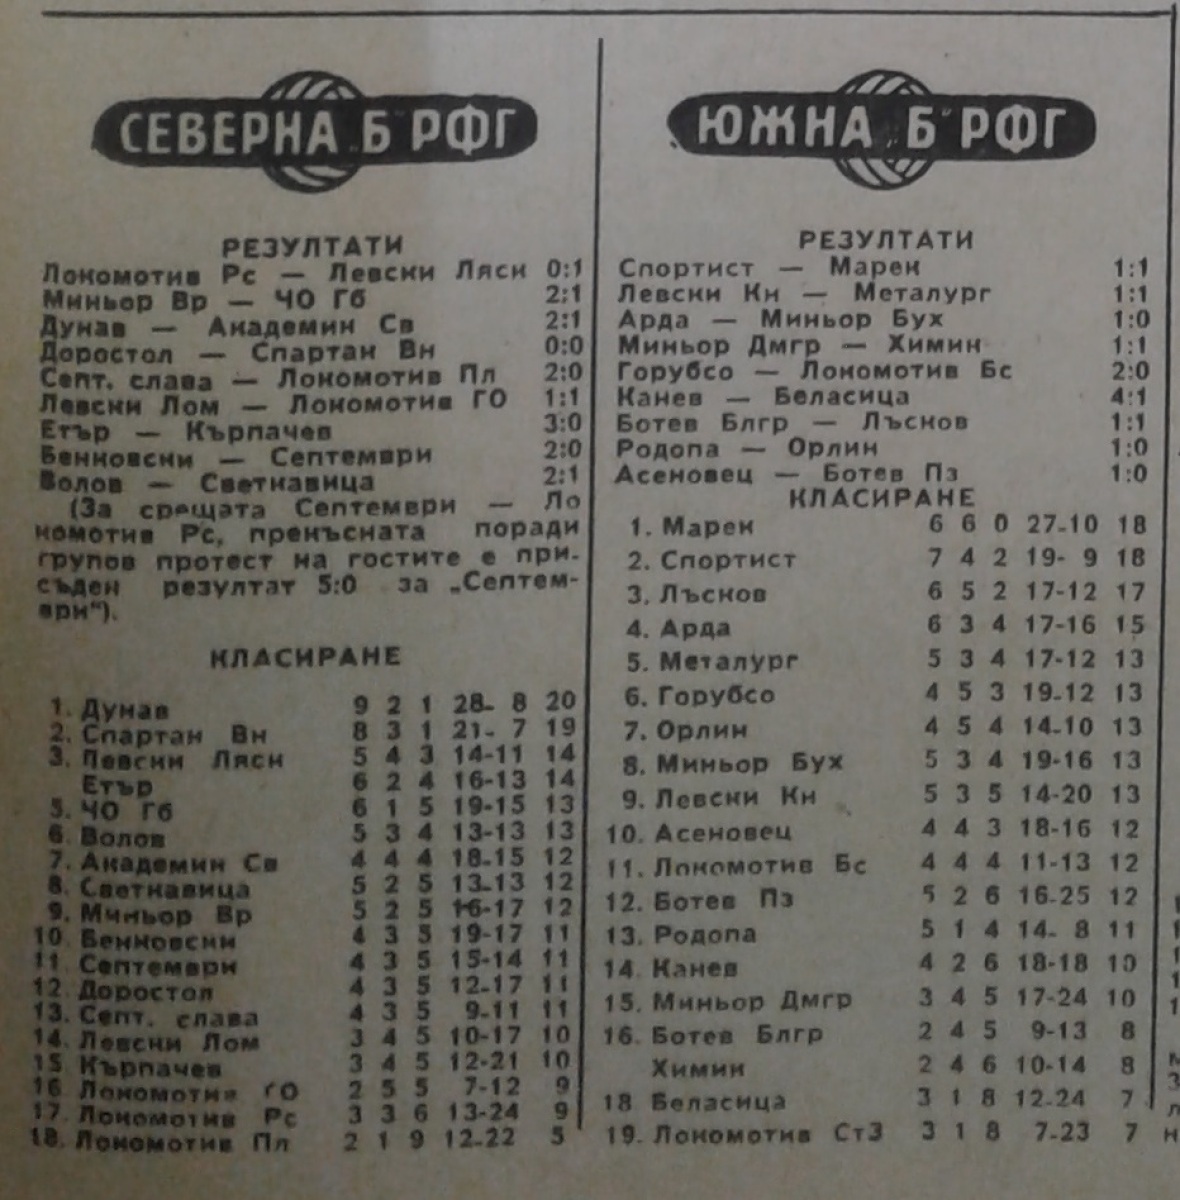 СЕВЕРНА „Б" РФГ
РЕЗУЛТАТИ
Локомотив Рс — Левски Ляск 0:1
Миньор Вр — ЧО Гб 2:1
Дунав — Академик Св 2:1
Доростол — Спартак Вн 0:0
Септ. слава — Локомотив Пл 2:0
Левски Лом — Локомотив ГО 1:1
Етър — Кърпачев 3:0
Бенковски — Септември 2:0
Волов — Светкавица 2:1
(За срещата Септември — Ло
комотив Рс, прекъсната поради
групов протест на гостите е при-
съден резултат 5:0 за „Септем-
ври").
КЛАСИРАНЕ
1. Дунав 9 2 1 28- 8 20
2. Спартак Вн 8 3 1 21- 7 19
3. Левски Ляск 5 4 3 14-11 14
Етър 6 2 4 16-13 14
5. ЧО Гб 6 1 5 19-15 13
6. Волов 5 3 4 13-13 13
7. Академик Св 4 4 4 18-15 12
8. Светкавица 5 2 5 13-13 12
9. Миньор Вр 5 2 5 16-17 12
10. Бенковски 4 3 5 19-17 11
11. Септември 4 3 5 15-14 11
12. Доростол 4 3 5 12-17 11
13. Септ. слава 4 3 5 9-11 11
14. Левски Лом 3 4 5 10-17 10
15 Кърпачев 3 4 5 12-21 10
16 Локомотив ГО 2 5 5 7-12 9
17. Локомотив Рс 3 3 6 13-24 9
18. Локомотив Пл 2 1 9 12-22 5
ЮЖНА „Б" РФГ
РЕЗУЛТАТИ
Спортист — Марек 1:1
Левски Кн — Металург 1:1
Арда — Миньор Бух 1:0
Миньор Дмгр — Химик 1:1
Горубсо — Локомотив Бс 2:0
Канев — Беласица 4:1
Ботев Блгр — Лъсков 1:1
Родопа — Орлин 1:0
Асеновец — Ботев Пз 1:0
КЛАСИРАНЕ
1. Марек 6 6 0 27-10 18
2. Спортист 7 4 2 19- 9 18
3. Лъсков 6 5 2 17-12 17
4. Арда 6 3 4 17-16 15
5. Металург 5 3 4 17-12 13
6. Горубсо 4 5 3 19-12 13
7. Орлин 4 5 4 14-10 13
8. Миньор Бух 5 3 4 19-16 13
9. Левски Кн 5 3 5 14-20 13
10. Асеновец 4 4 3 18-16 12
11. Локомотив Бс 4 4 4 11-13 12
12. Ботев Пз 5 2 6 16-25 12
13. Родопа 5 1 4 14- 8 11
14. Канев 4 2 6 18-18 10
15. Миньор Дмгр 3 4 5 17-24 10
16. Ботев Блгр 2 4 5 9-13 8
Химик 2 4 6 10-14 8
18 Беласица 3 1 8 12-24 7
19. Локомотив СтЗ 3 1 8 7-23 7